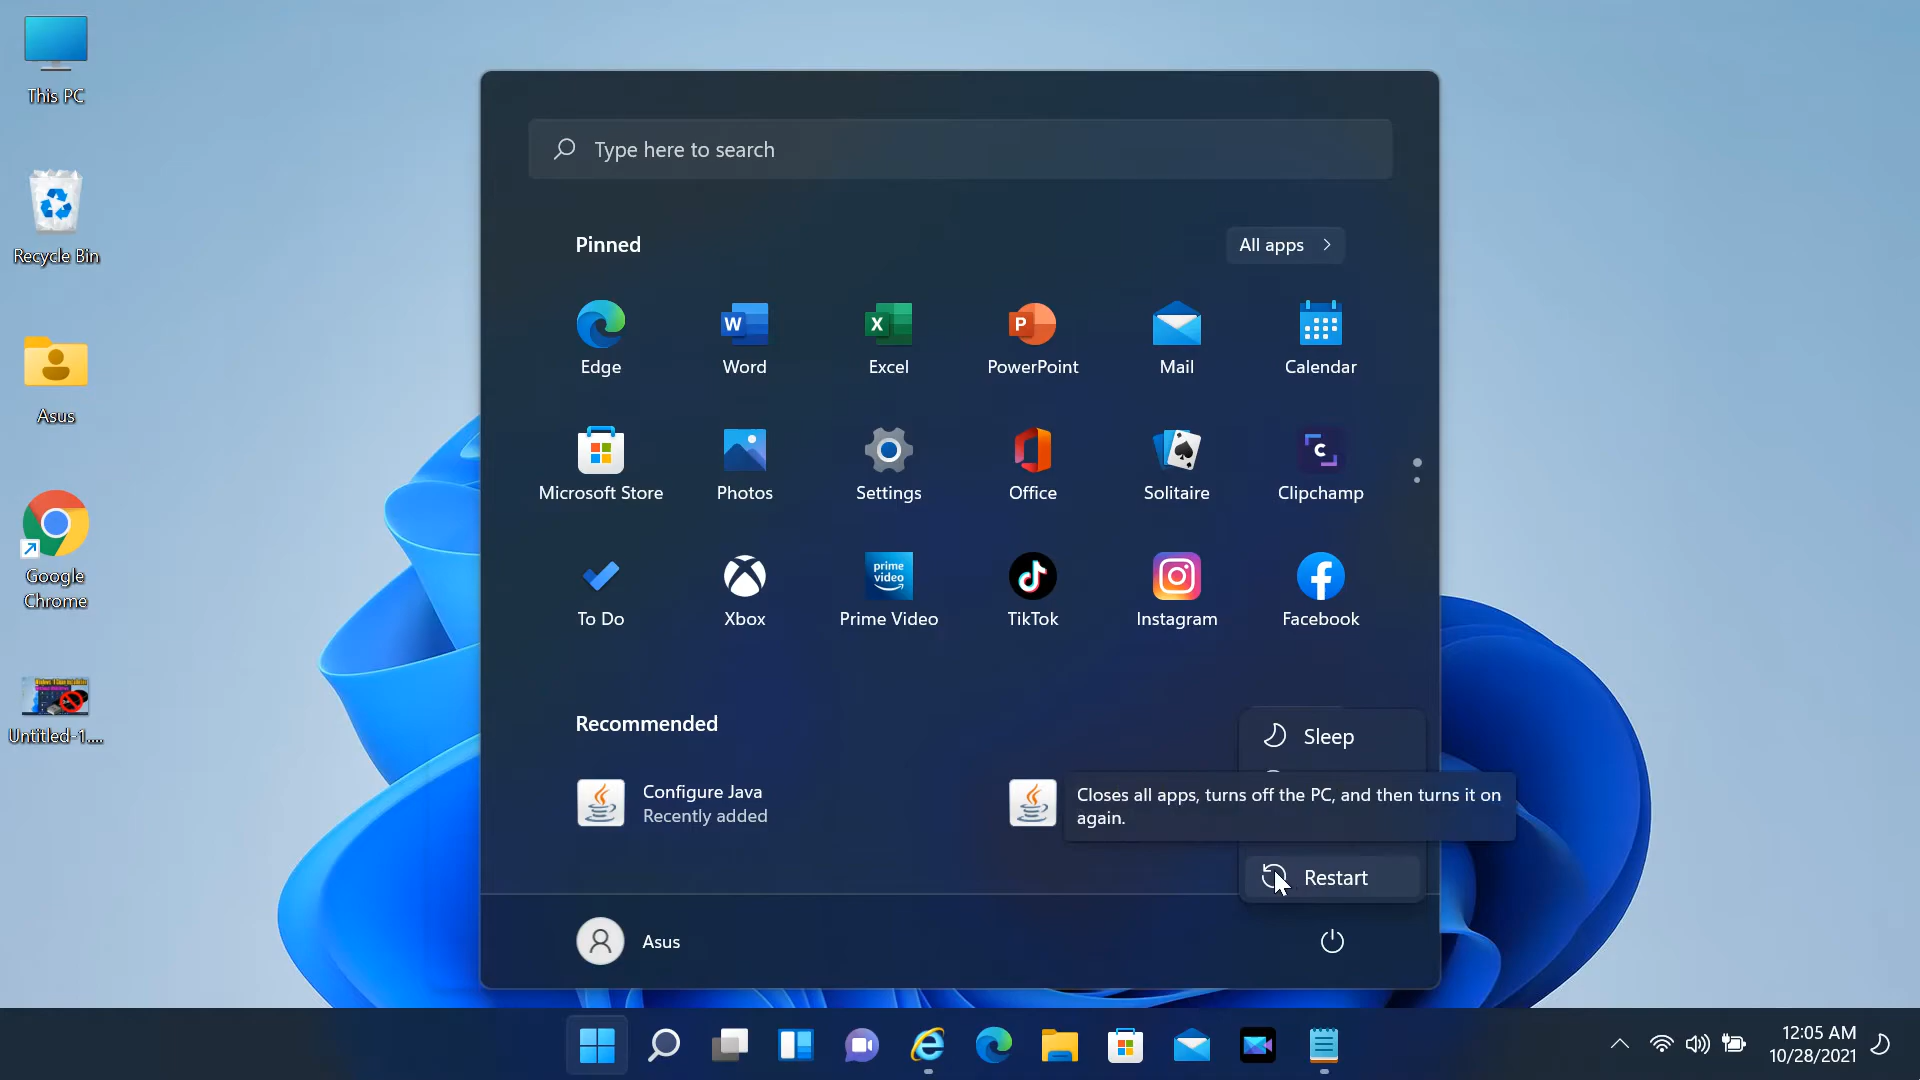 This PC
Recycle Bin
Asus
Google
Chrome
Untitled-1....
Type here to search
Pinned
All apps
Edge
Word
Excel
PowerPoint
Mail
Calendar
Microsoft Store
Photos
Settings
Office
Solitaire
Clipchamp
To Do
Xbox
prime
video
Prime Video
TikTok
Instagram
Facebook
Recommended
Configure Java
Recently added
Sleep
Closes all apps, turns off the PC, and then turns it on
again.
Restart
Asus
12:05 AM
10/28/2021